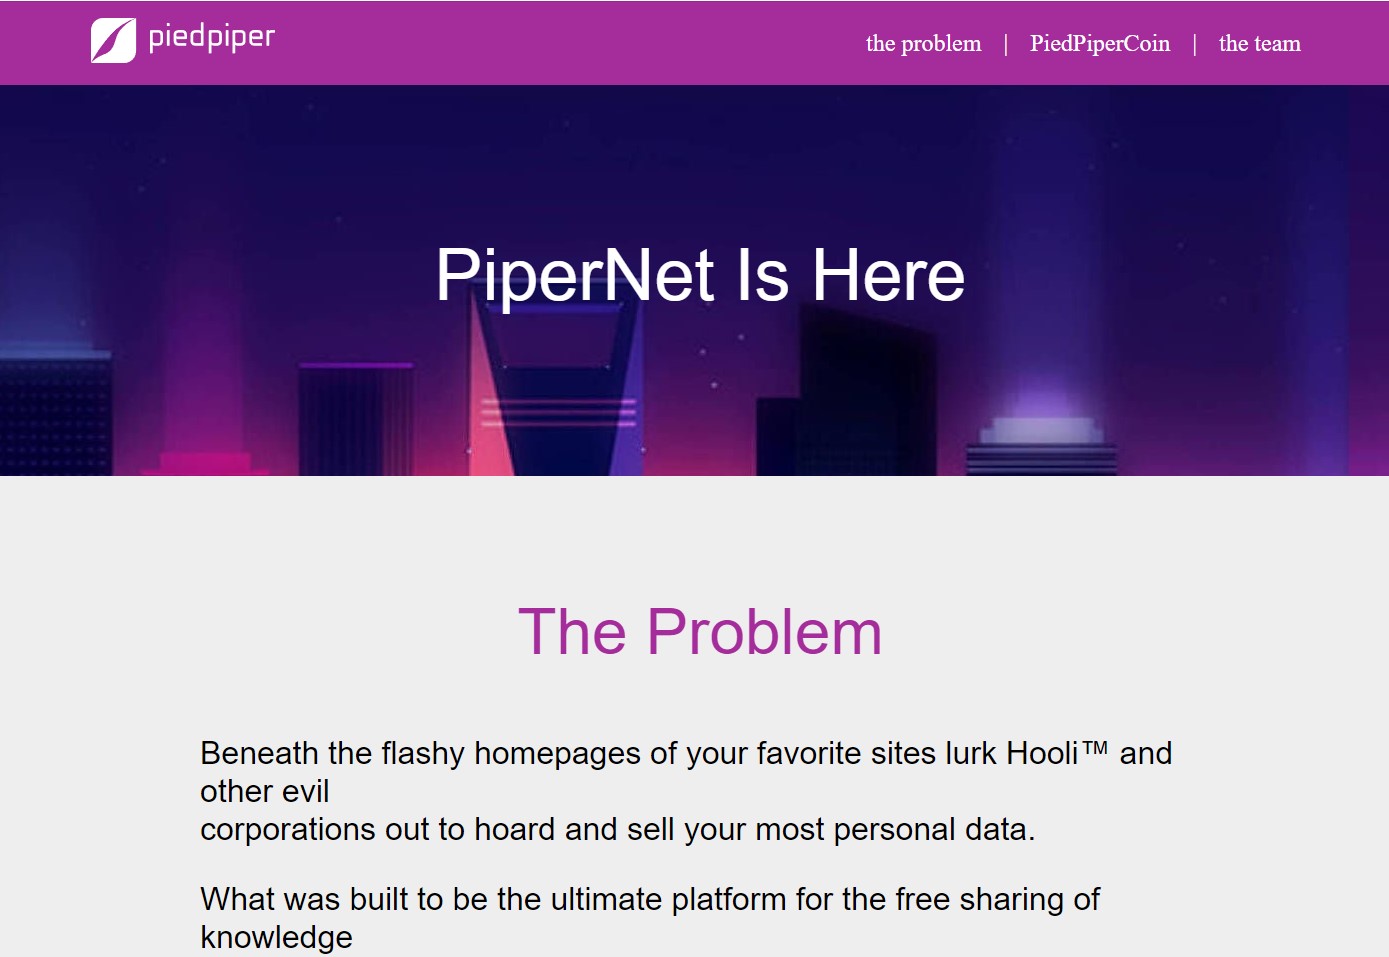 piedpiper
the problem | PiedPiperCoin | the team
PiperNet Is Here
The Problem
Beneath the flashy homepages of your favorite sites lurk Hooli™ and
other evil
corporations out to hoard and sell your most personal data.
What was built to be the ultimate platform for the free sharing of
knowledge